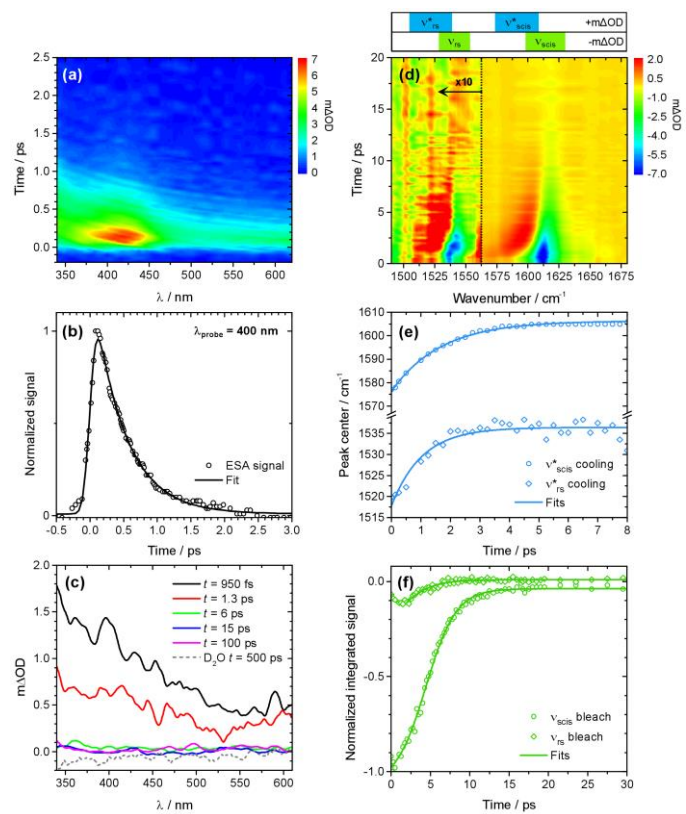 ν*rs
ν*scis
+mΔOD
νrs
νscis
-mΔOD
(a)
2.5
2.0
1.5
1.0
0.5
0.0
Time / ps
350 400 450 500 550 600
λ / nm
7
6
5
4
3
2
1
0
mΔOD
(d)
x10
20
15
10
5
0
Time / ps
1500 1525 1550 1575 1600 1625 1650 1675
Wavenumber / cm-1
2.0
1.0
0.0
-1.0
-2.0
-3.0
-4.0
-5.0
-7.0
mΔOD
(b)
λprobe = 400 nm
1
0
Normalized signal
ESA signal
Fit
-0.5 0.0 0.5 1.0 1.5 2.0 2.5 3.0
Time / ps
(e)
1610
1600
1590
1580
1570
1535
1530
1525
1520
1515
Peak center / cm-1
ν*scis cooling
ν*rs cooling
Fits
0 1 2 3 4 5 6 7 8
Time / ps
(c)
2.0
1.5
1.0
0.5
0.0
mΔOD
t = 950 fs
t = 1.3 ps
t = 6 ps
t = 15 ps
t = 100 ps
D2O t = 500 ps
350 400 450 500 550 600
λ / nm
(f)
0.0
-0.5
-1.0
Normalized integrated signal
νscis bleach
νrs bleach
Fits
0 5 10 15 20 25 30
Time / ps